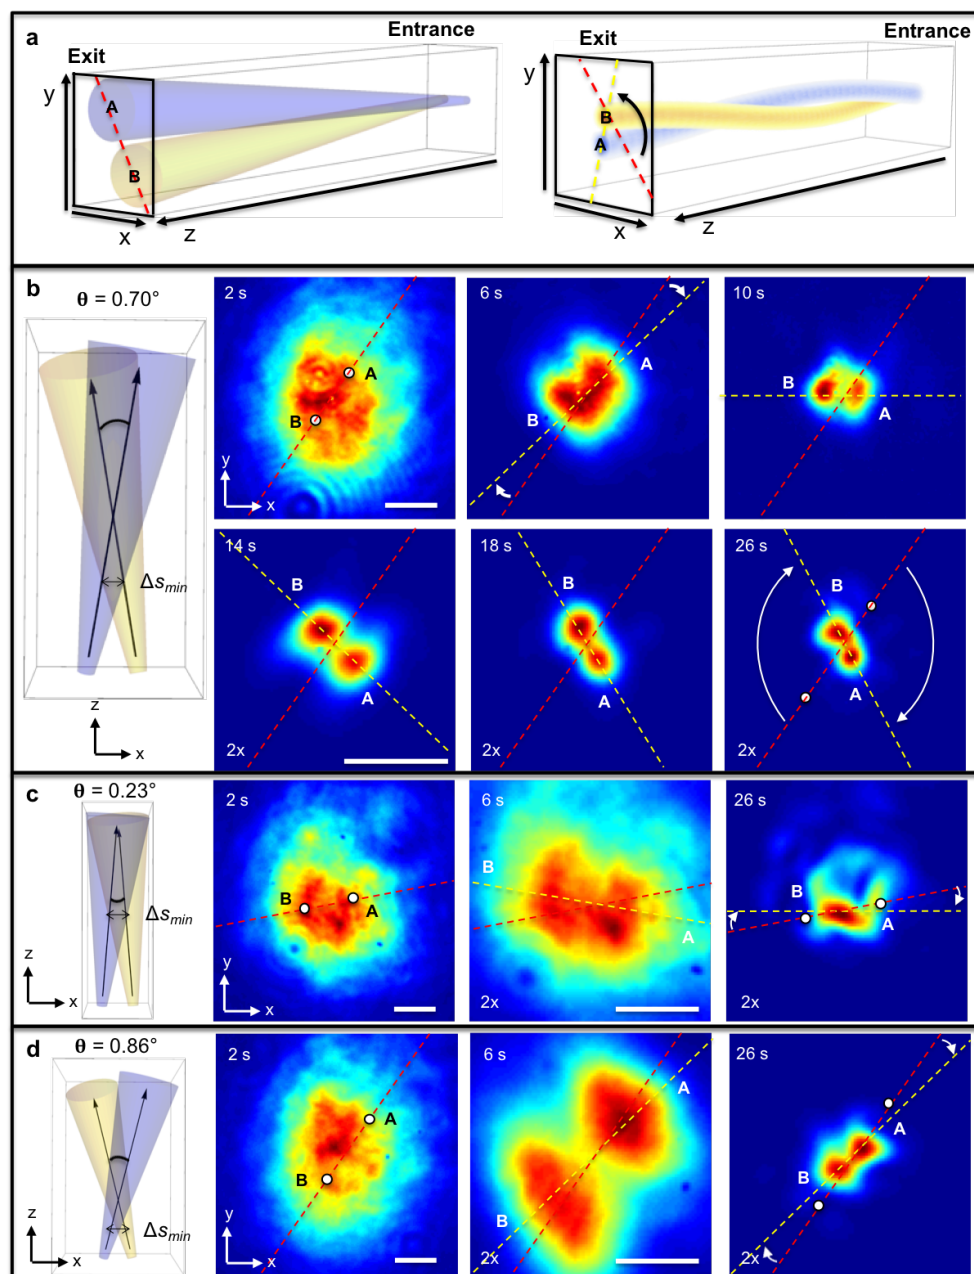 a
Exit
Entrance
y
A
B
x
z
Exit
Entrance
y
B
A
x
z
b
θ = 0.70°
Δs_min
z
x
2 s
A
B
y
x
6 s
A
B
10 s
B
A
14 s
B
A
2x
18 s
B
A
2x
26 s
B
A
2x
c
θ = 0.23°
Δs_min
z
x
2 s
B
A
y
x
6 s
B
A
2x
26 s
B
A
2x
d
θ = 0.86°
Δs_min
z
x
2 s
A
B
y
x
6 s
A
B
2x
26 s
A
B
2x